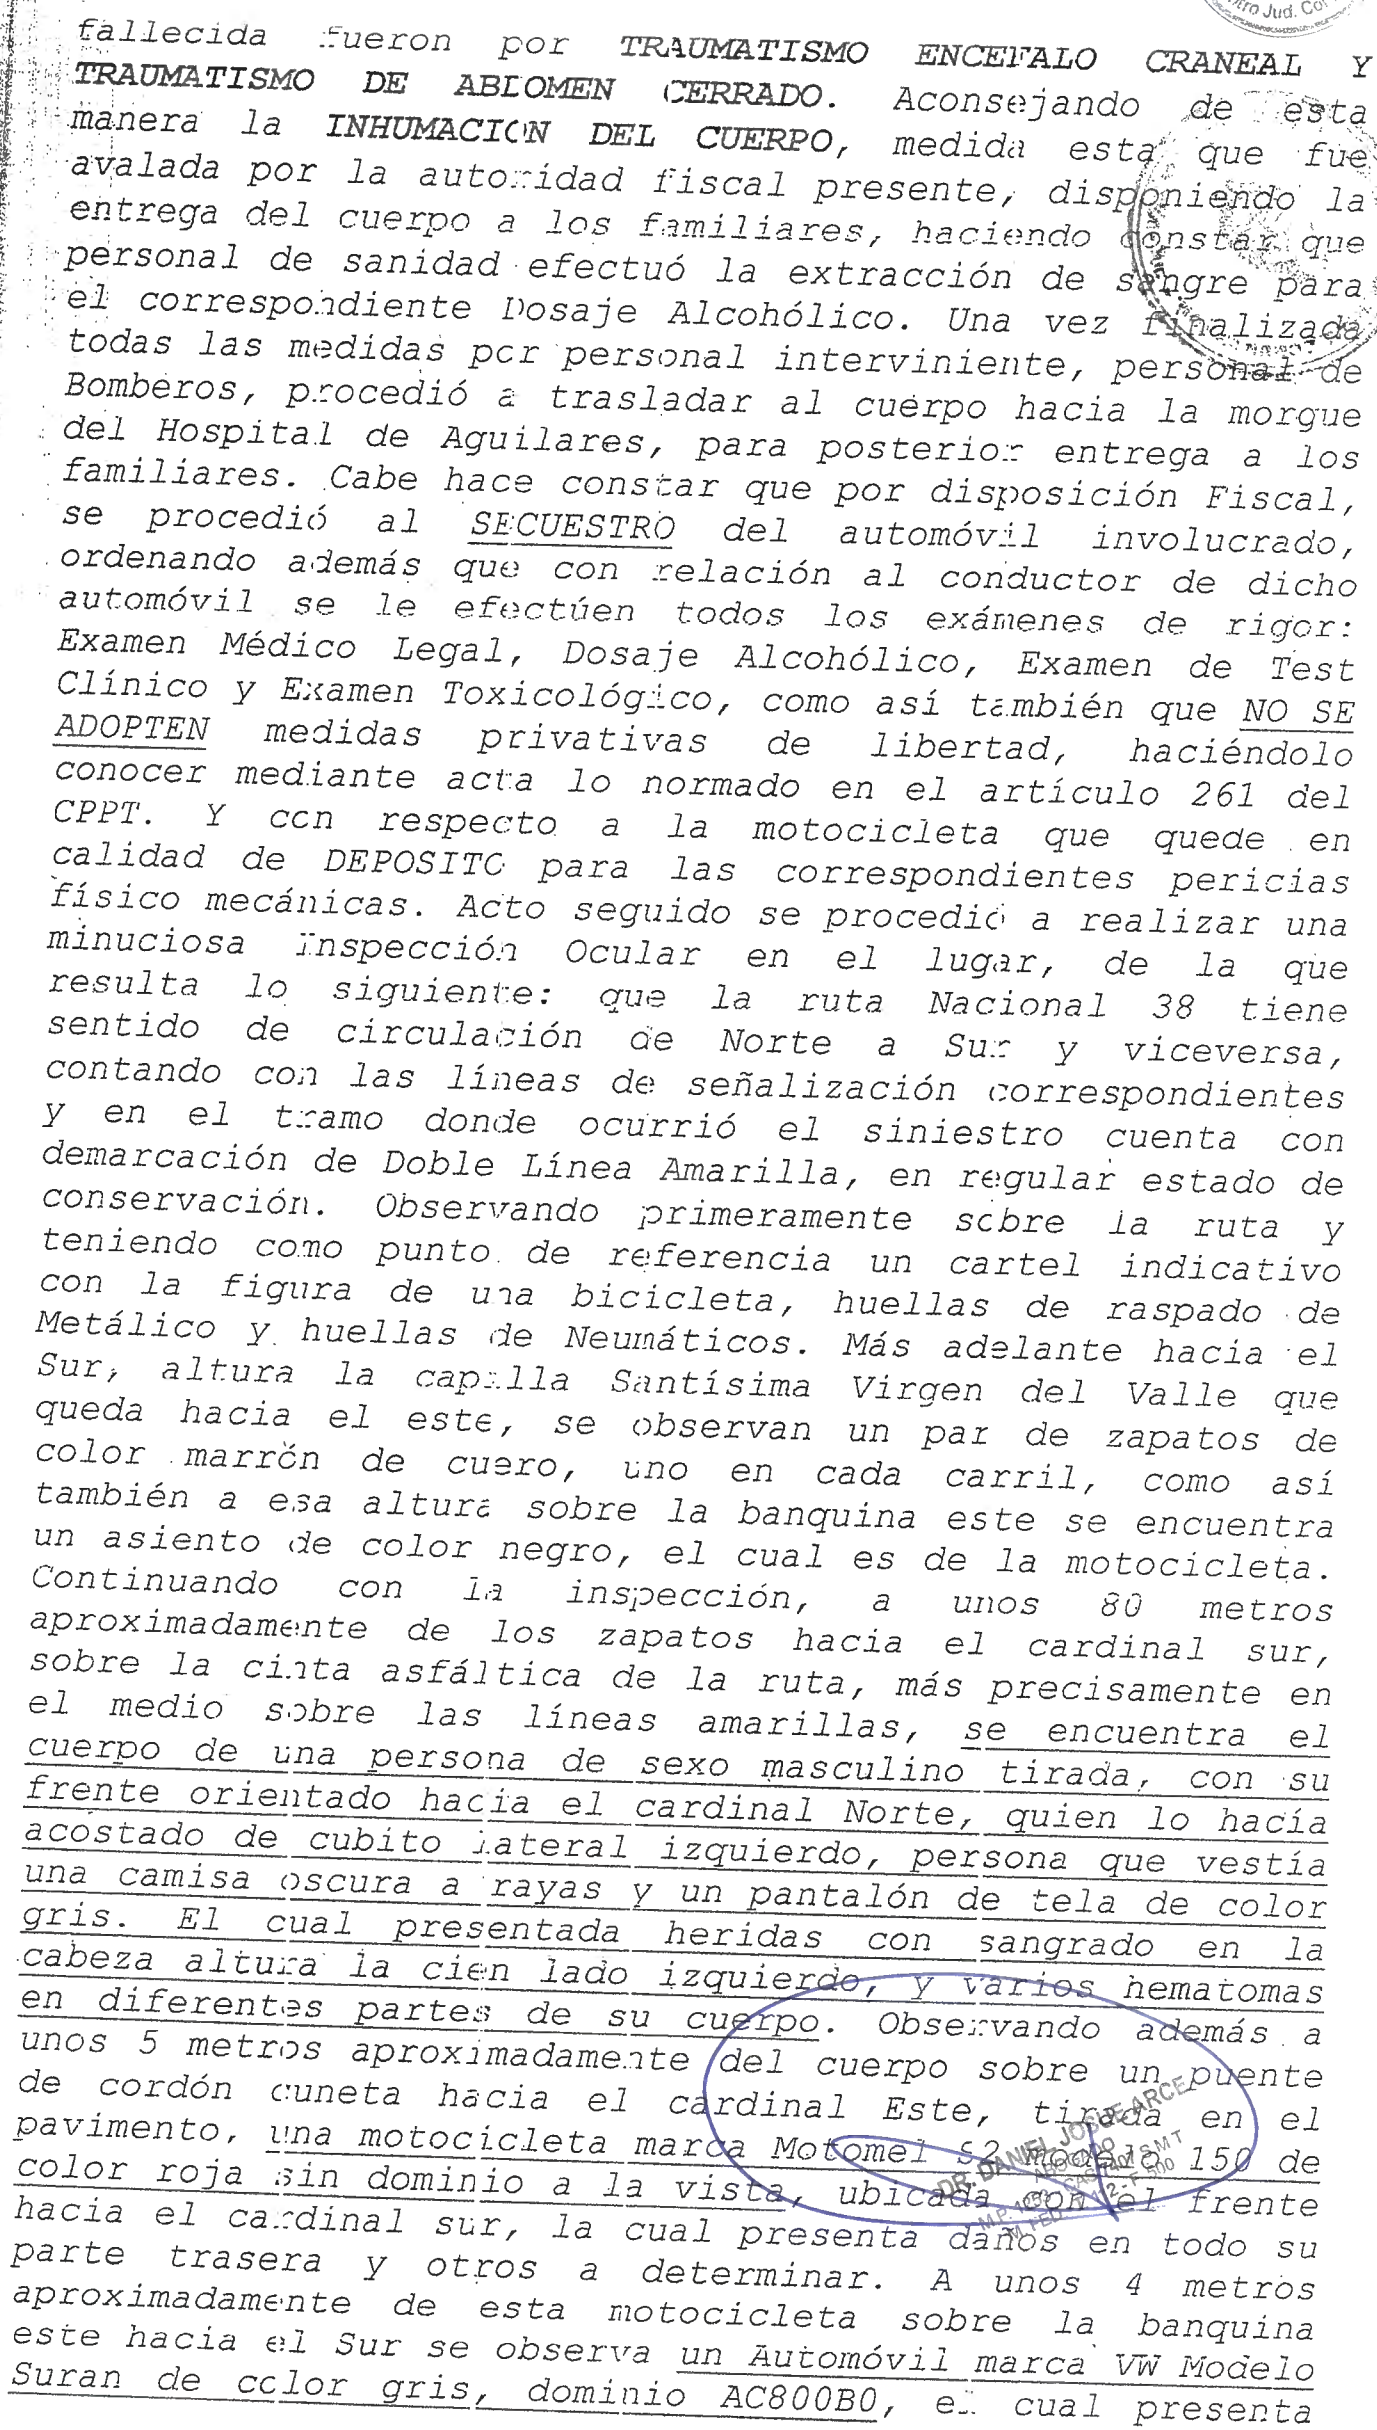 tro Jud. Co
fallecida fueron por TRAUMATISMO ENCEFALO CRANEAL Y
TRAUMATISMO DE ABDOMEN CERRADO. Aconsejando de esta
manera la INHUMACION DEL CUERPO, medida esta que fue
avalada por la autoridad fiscal presente, disponiendo la
entrega del cuerpo a los familiares, haciendo constar que
personal de sanidad efectuó la extracción de sangre para
el correspondiente Dosaje Alcohólico. Una vez finalizada
todas las medidas por personal interviniente, personal de
Bomberos, procedió a trasladar al cuerpo hacia la morgue
del Hospital de Aguilares, para posterior entrega a los
familiares. Cabe hace constar que por disposición Fiscal,
se procedió al SECUESTRO del automóvil involucrado,
ordenando además que con relación al conductor de dicho
automóvil se le efectúen todos los exámenes de rigor:
Examen Médico Legal, Dosaje Alcohólico, Examen de Test
Clínico y Examen Toxicológico, como así también que NO SE
ADOPTEN medidas privativas de libertad, haciéndolo
conocer mediante acta lo normado en el artículo 261 del
CPPT. Y con respecto a la motocicleta que quede en
calidad de DEPOSITO para las correspondientes pericias
físico mecánicas. Acto seguido se procedió a realizar una
minuciosa Inspección Ocular en el lugar, de la que
resulta lo siguiente: que la ruta Nacional 38 tiene
sentido de circulación de Norte a Sur y viceversa,
contando con las líneas de señalización correspondientes
y en el tramo donde ocurrió el siniestro cuenta con
demarcación de Doble Línea Amarilla, en regular estado de
conservación. Observando primeramente sobre la ruta y
teniendo como punto de referencia un cartel indicativo
con la figura de una bicicleta, huellas de raspado de
Metálico y huellas de Neumáticos. Más adelante hacia el
Sur, altura la capilla Santísima Virgen del Valle que
queda hacia el este, se observan un par de zapatos de
color marrón de cuero, uno en cada carril, como así
también a esa altura sobre la banquina este se encuentra
un asiento de color negro, el cual es de la motocicleta.
Continuando con la inspección, a unos 80 metros
aproximadamente de los zapatos hacia el cardinal sur,
sobre la cinta asfáltica de la ruta, más precisamente en
el medio sobre las líneas amarillas, se encuentra el
cuerpo de una persona de sexo masculino tirada, con su
frente orientado hacia el cardinal Norte, quien lo hacía
acostado de cubito lateral izquierdo, persona que vestía
una camisa oscura a rayas y un pantalón de tela de color
gris. El cual presentada heridas con sangrado en la
cabeza altura la cien lado izquierdo, y varios hematomas
en diferentes partes de su cuerpo. Observando además a
unos 5 metros aproximadamente del cuerpo sobre un puente
de cordón cuneta hacia el cardinal Este, tirada en el
pavimento, una motocicleta marca Motomel S2 modelo 150 de
color roja sin dominio a la vista, ubicada con el frente
hacia el cardinal sur, la cual presenta daños en todo su
parte trasera y otros a determinar. A unos 4 metros
aproximadamente de esta motocicleta sobre la banquina
este hacia el Sur se observa un Automóvil marca VW Modelo
Suran de color gris, dominio AC800BO, el cual presenta
DR. DANIEL JOSUE ARCE
ABOGADO